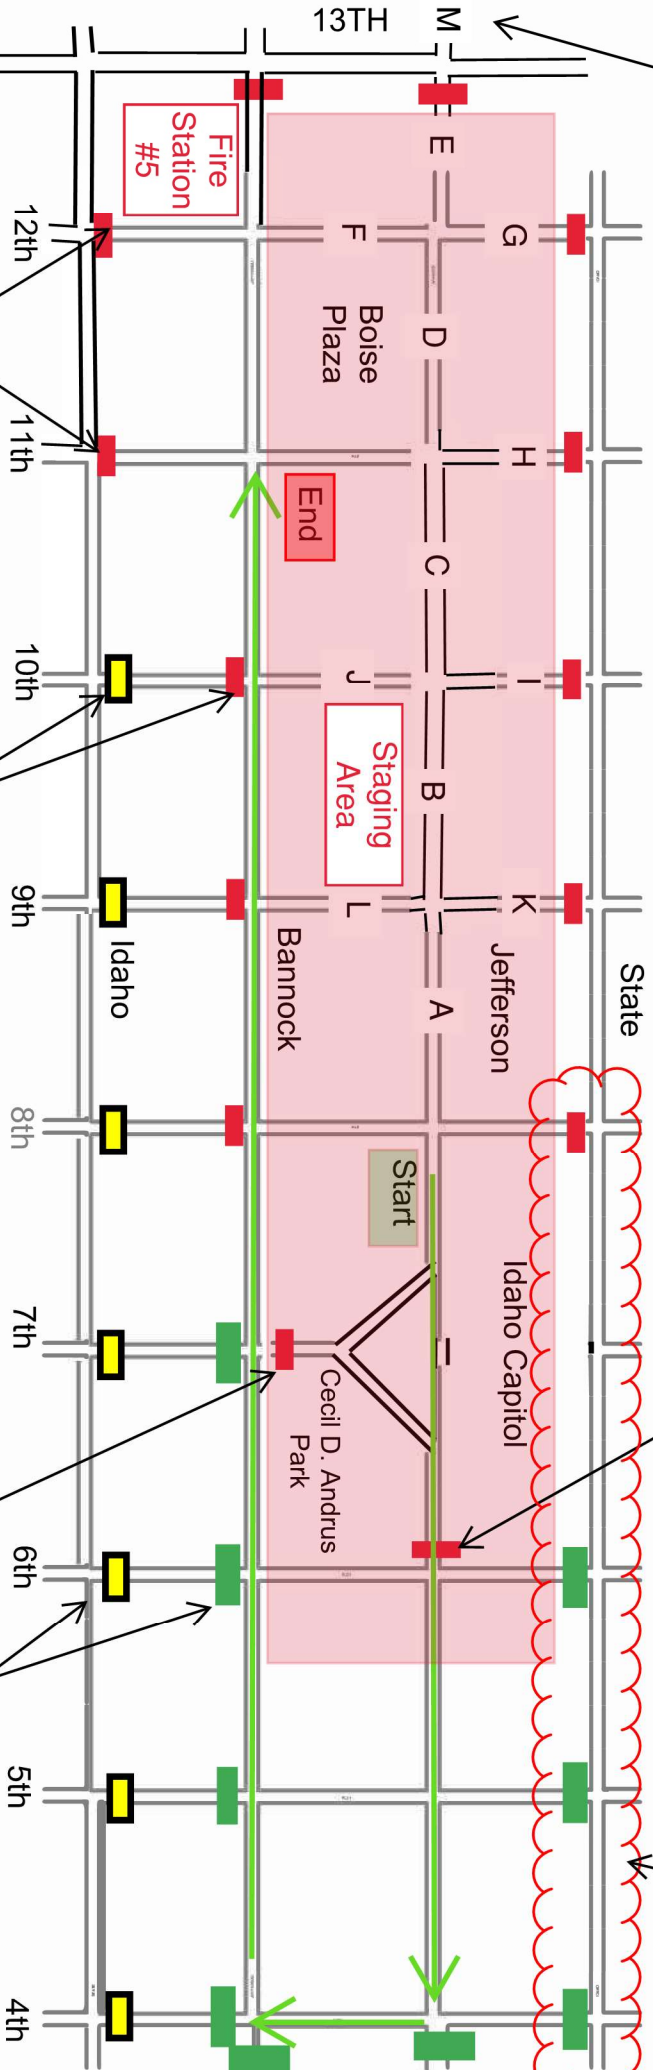 13TH
M
E
Fire
Station
#5
12th
F
G
D
Boise
Plaza
11th
H
End
C
10th
J
I
Staging
Area
B
9th
L
K
Idaho
Bannock
Jefferson
State
A
8th
Start
7th
Idaho Capitol
Cecil D. Andrus
Park
6th
5th
4th